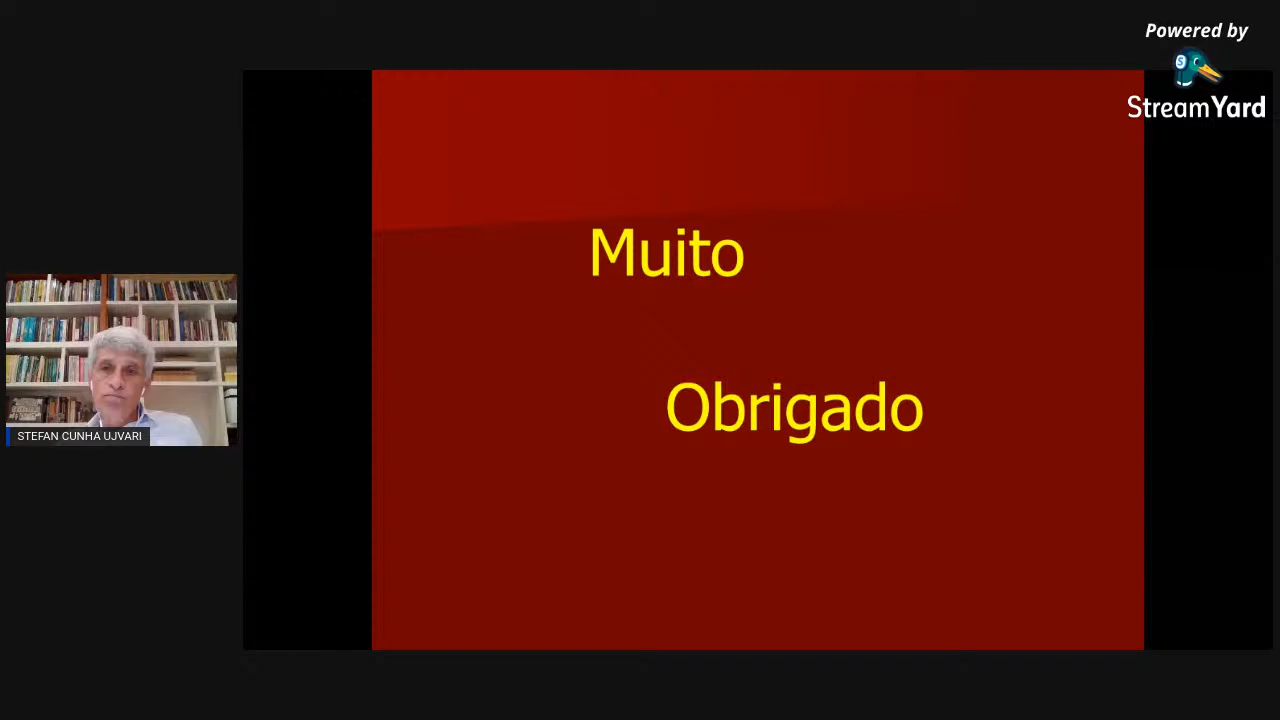 Powered by
StreamYard
Muito
Obrigado
STEFAN CUNHA UJVARI